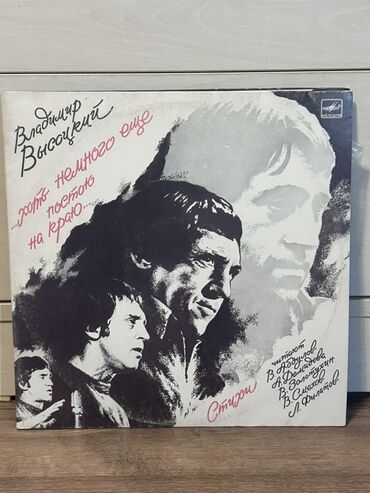 Владимир
Высоцкий
...хоть немного еще
постою
на краю...
Стихи
читают
В. Абдулов
А. Демидова
В. Золотухин
В. Смехов
Л. Филатов